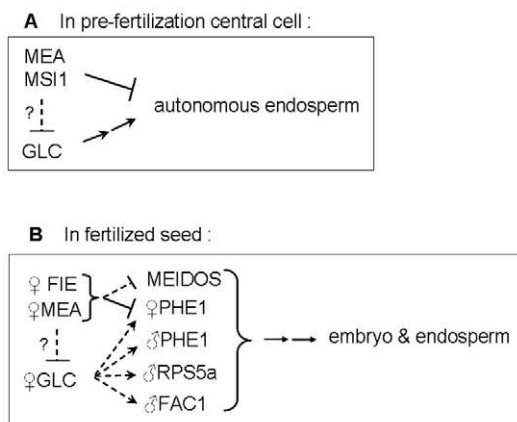 A In pre-fertilization central cell :
MEA
MSI1
autonomous endosperm
?
GLC
B In fertilized seed :
♀ FIE
♀MEA
?
♀GLC
MEIDOS
♀PHE1
♂PHE1
♂RPS5a
♂FAC1
embryo & endosperm